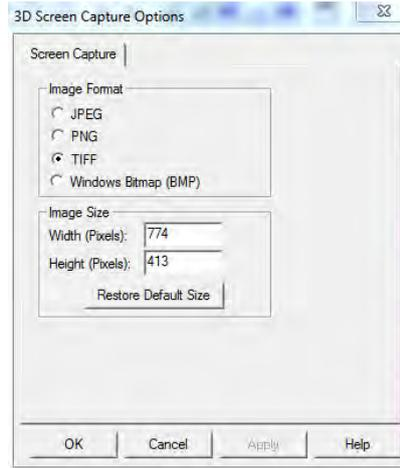 3D Screen Capture Options
Screen Capture
Image Format
JPEG
PNG
TIFF
Windows Bitmap (BMP)
Image Size
Width (Pixels): 774
Height (Pixels): 413
Restore Default Size
OK Cancel Apply Help